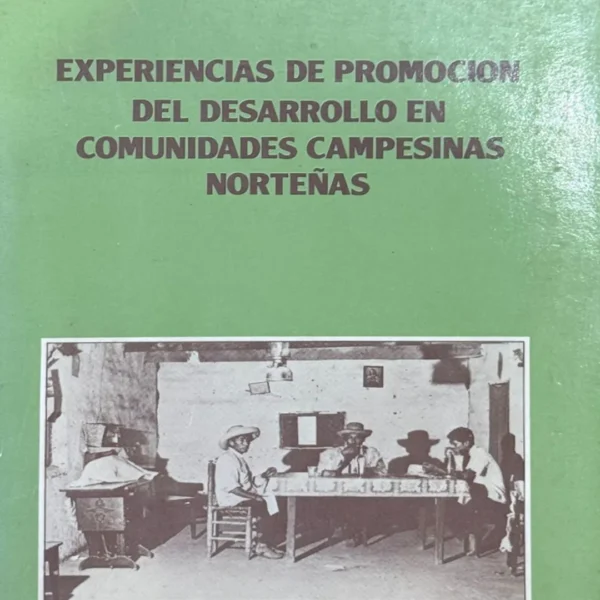 EXPERIENCIAS DE PROMOCION
DEL DESARROLLO EN
COMUNIDADES CAMPESINAS
NORTEÑAS